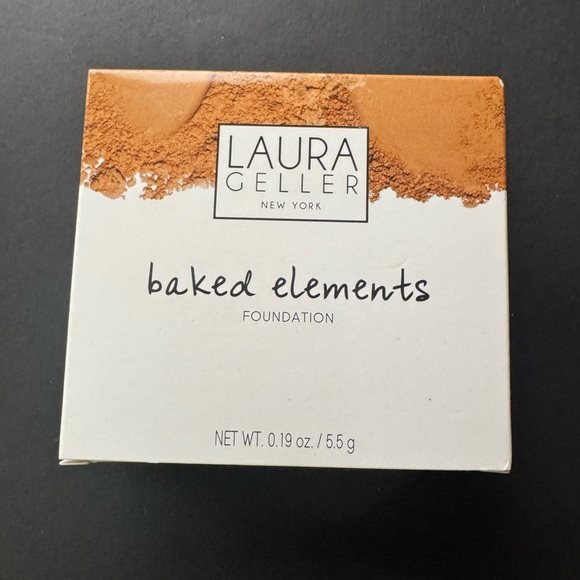 LAURA
GELLER
NEW YORK
baked elements
FOUNDATION
NET WT. 0.19 oz. / 5.5 g